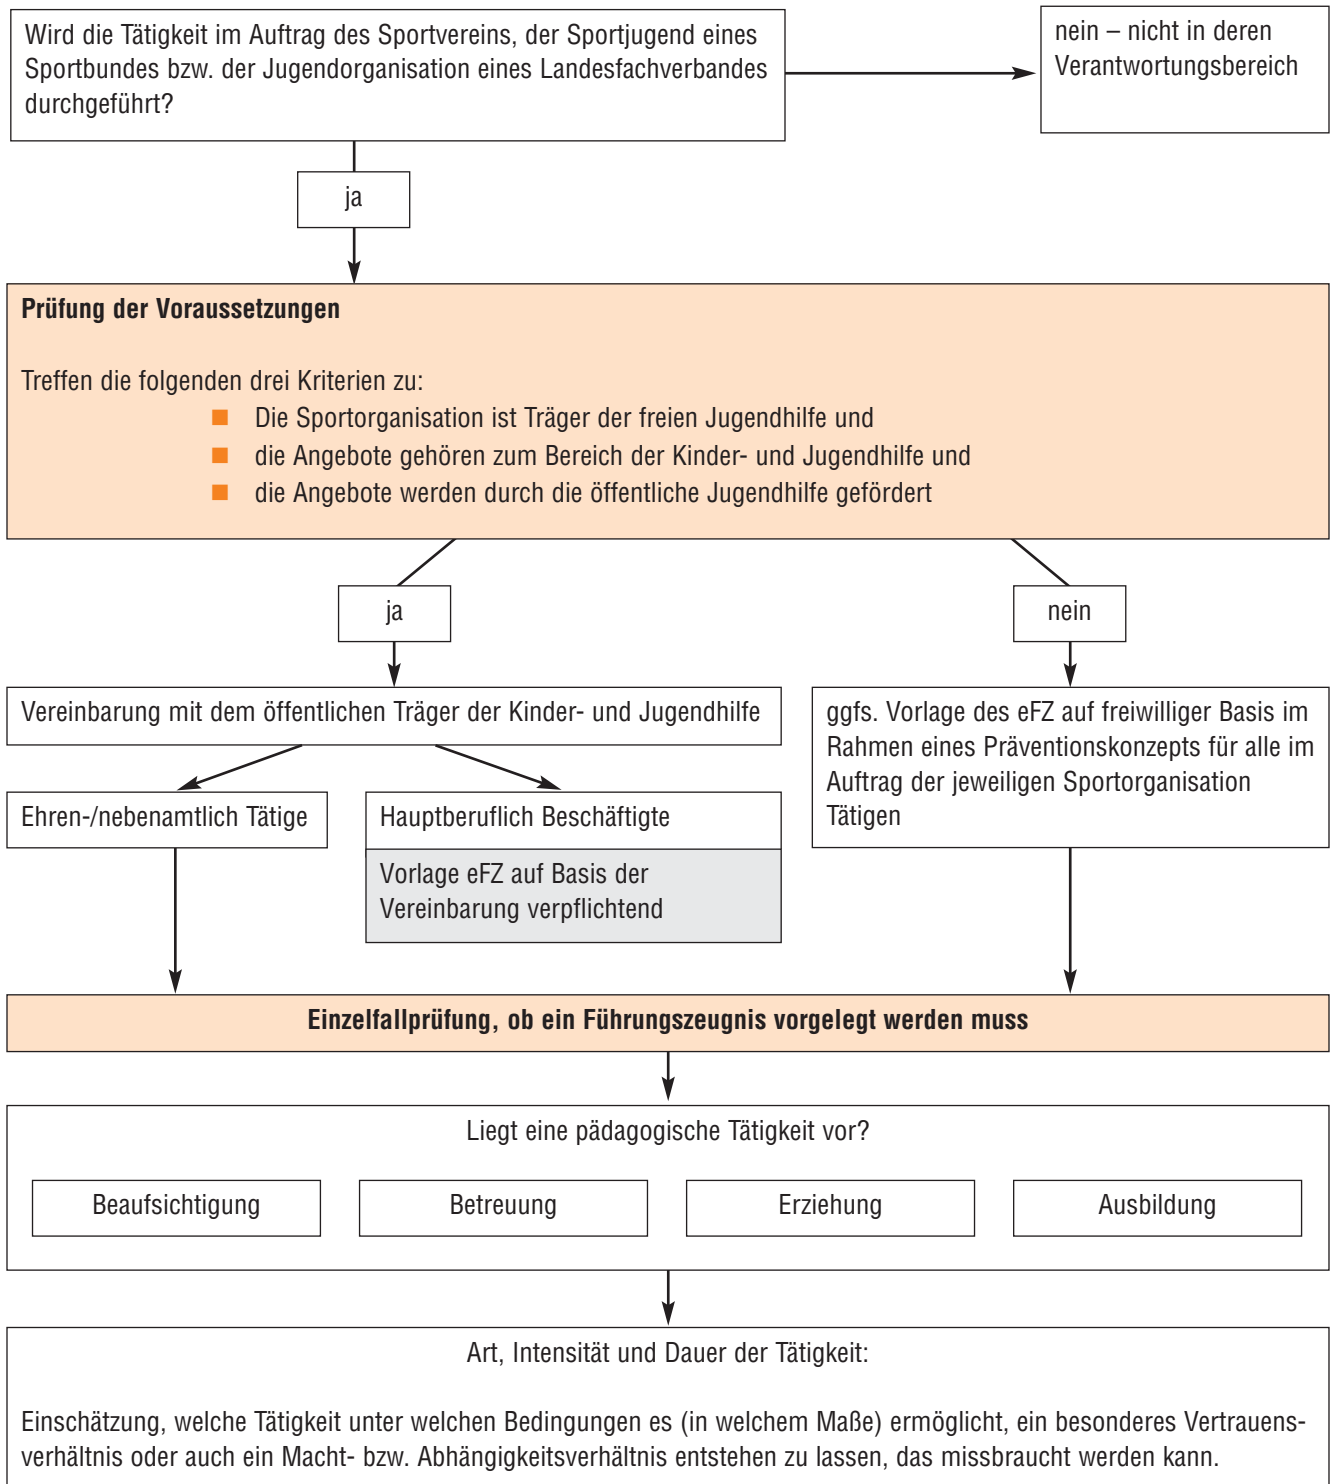 Wird die Tätigkeit im Auftrag des Sportvereins, der Sportjugend eines
Sportbundes bzw. der Jugendorganisation eines Landesfachverbandes
durchgeführt?
nein – nicht in deren
Verantwortungsbereich
ja
Prüfung der Voraussetzungen
Treffen die folgenden drei Kriterien zu:
■ Die Sportorganisation ist Träger der freien Jugendhilfe und
■ die Angebote gehören zum Bereich der Kinder- und Jugendhilfe und
■ die Angebote werden durch die öffentliche Jugendhilfe gefördert
ja
nein
Vereinbarung mit dem öffentlichen Träger der Kinder- und Jugendhilfe
ggfs. Vorlage des eFZ auf freiwilliger Basis im
Rahmen eines Präventionskonzepts für alle im
Auftrag der jeweiligen Sportorganisation
Tätigen
Ehren-/nebenamtlich Tätige
Hauptberuflich Beschäftigte
Vorlage eFZ auf Basis der
Vereinbarung verpflichtend
Einzelfallprüfung, ob ein Führungszeugnis vorgelegt werden muss
Liegt eine pädagogische Tätigkeit vor?
Beaufsichtigung
Betreuung
Erziehung
Ausbildung
Art, Intensität und Dauer der Tätigkeit:
Einschätzung, welche Tätigkeit unter welchen Bedingungen es (in welchem Maße) ermöglicht, ein besonderes Vertrauens-
verhältnis oder auch ein Macht- bzw. Abhängigkeitsverhältnis entstehen zu lassen, das missbraucht werden kann.